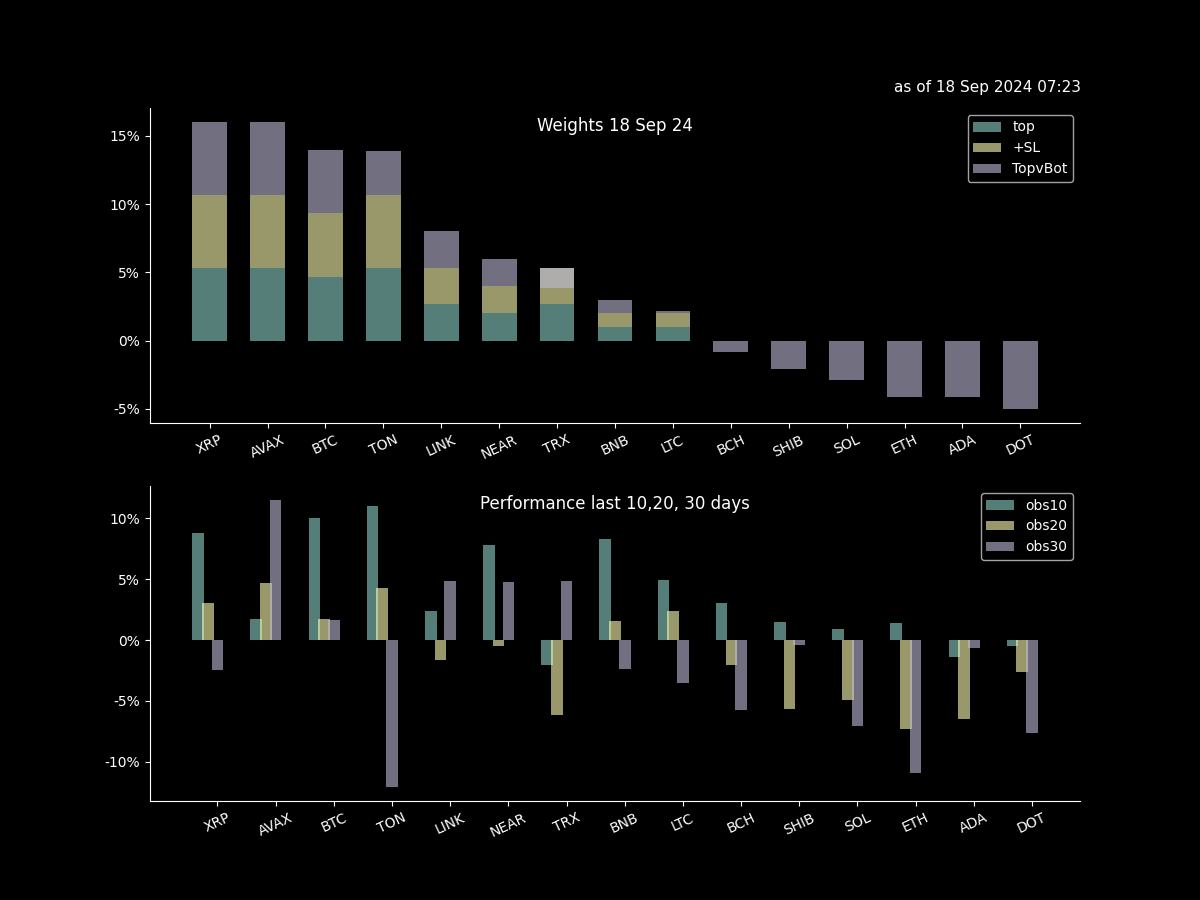 as of 18 Sep 2024 07:23
Weights 18 Sep 24
top
+SL
TopvBot
15%
10%
5%
0%
-5%
XRP AVAX BTC TON LINK NEAR TRX BNB LTC BCH SHIB SOL ETH ADA DOT
Performance last 10,20, 30 days
obs10
obs20
obs30
10%
5%
0%
-5%
-10%
XRP AVAX BTC TON LINK NEAR TRX BNB LTC BCH SHIB SOL ETH ADA DOT